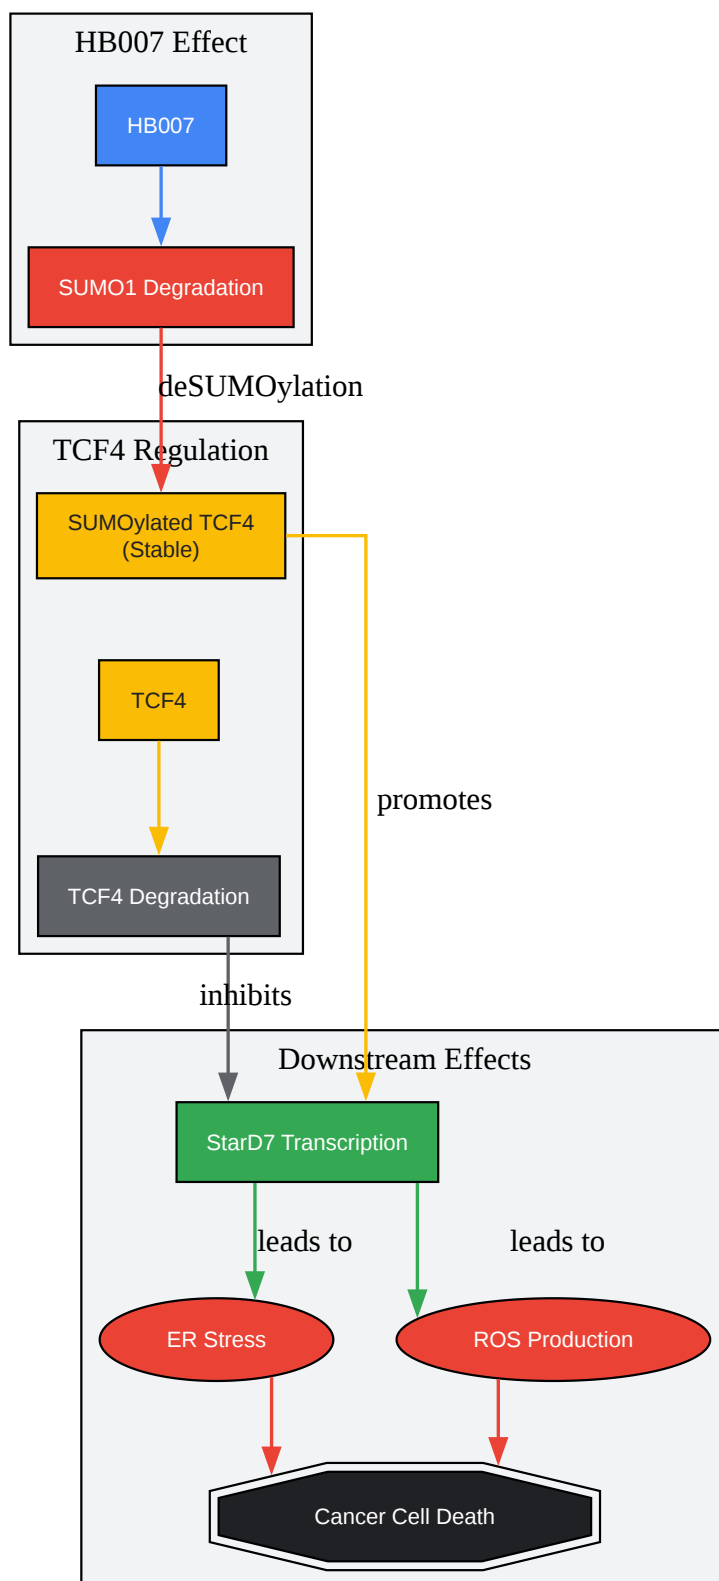 HB007 Effect
HB007
SUMO1 Degradation
deSUMOylation
TCF4 Regulation
SUMOylated TCF4
(Stable)
TCF4
promotes
TCF4 Degradation
inhibits
Downstream Effects
StarD7 Transcription
leads to
leads to
ER Stress
ROS Production
Cancer Cell Death